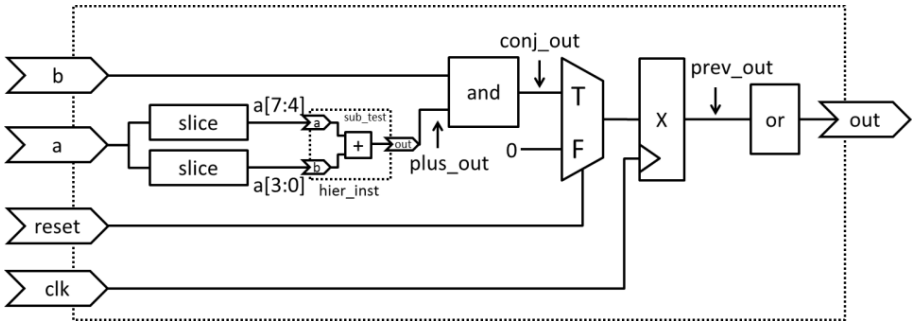 conj_out
prev_out
b
and
T
a[7:4]
sub_test
slice
a
X
or
out
a
+
out
0
F
plus_out
slice
b
a[3:0]
hier_inst
reset
clk